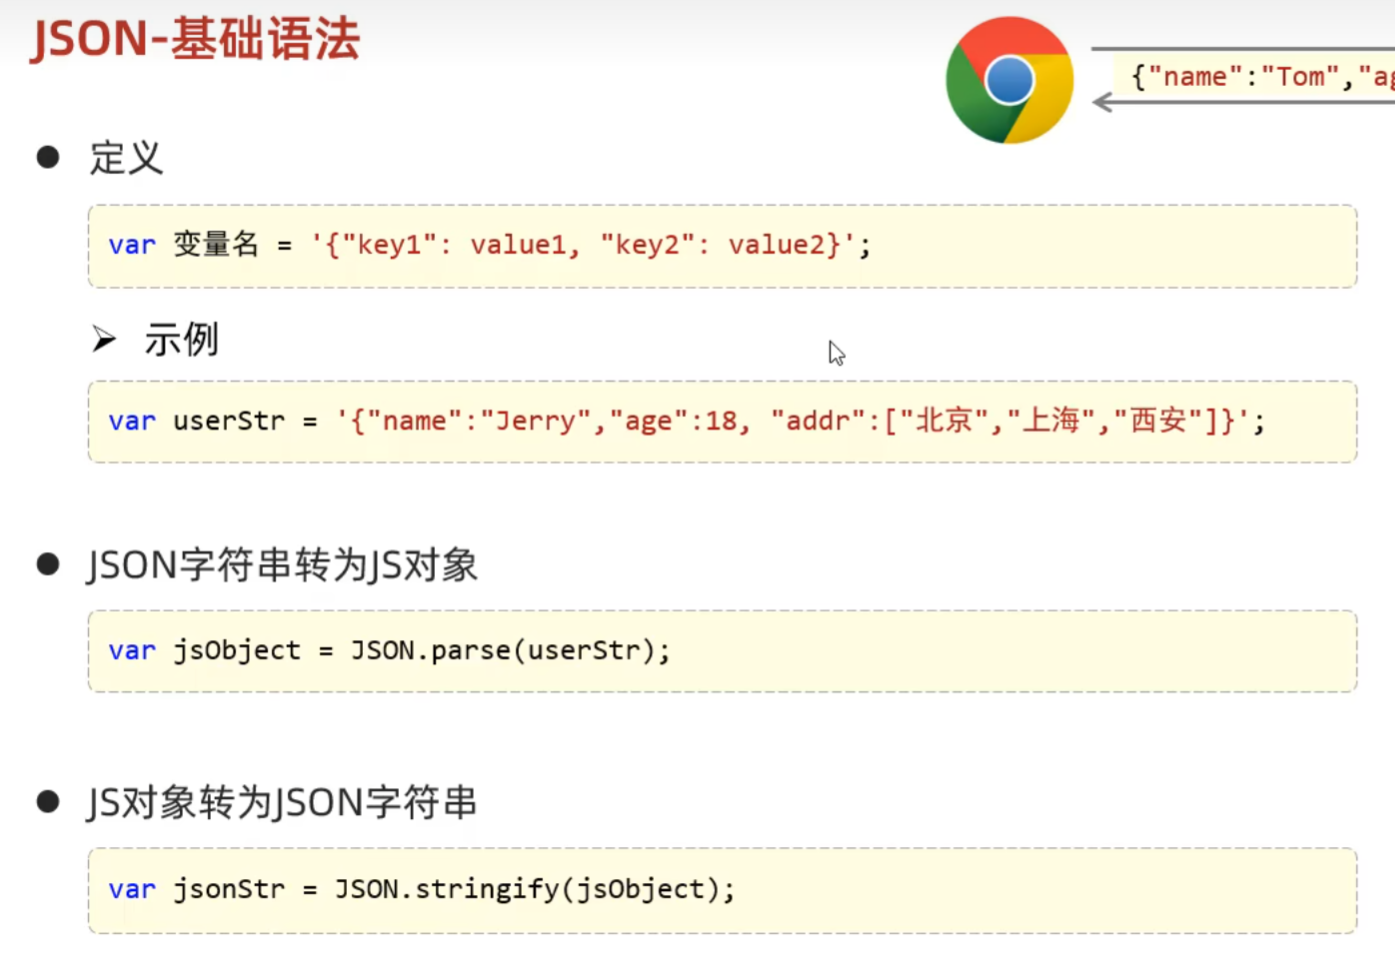 JSON-基础语法
{"name":"Tom","ag
定义
var 变量名 = '{"key1": value1, "key2": value2}';
示例
var userStr = '{"name":"Jerry","age":18, "addr":["北京","上海","西安"]}';
JSON字符串转为JS对象
var jsObject = JSON.parse(userStr);
JS对象转为JSON字符串
var jsonStr = JSON.stringify(jsObject);